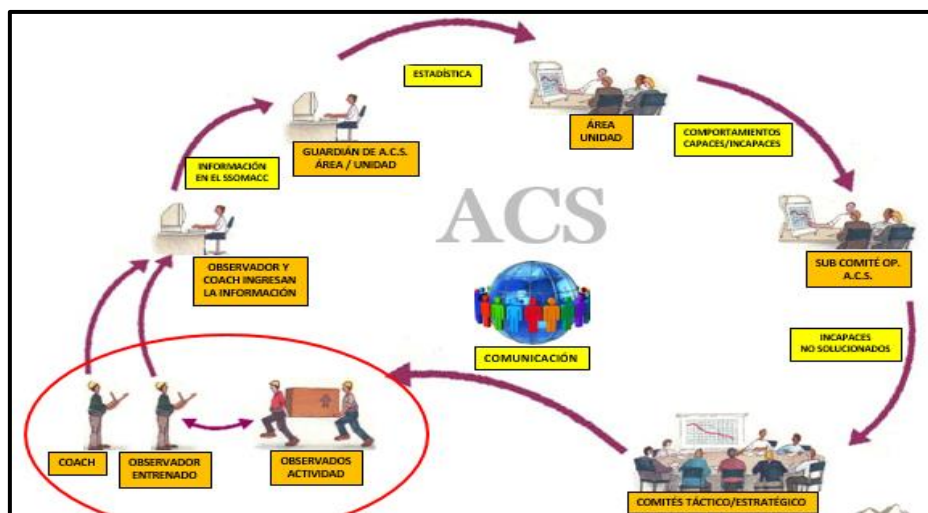 ESTADÍSTICA
ÁREA
UNIDAD
COMPORTAMIENTOS
CAPACES/INCAPACES
GUARDIÁN DE A.C.S.
ÁREA / UNIDAD
INFORMACIÓN
EN EL SSOMACC
ACS
OBSERVADOR Y
COACH INGRESAN
LA INFORMACIÓN
SUB COMITÉ OP.
A.C.S.
INCAPACES
NO SOLUCIONADOS
COMUNICACIÓN
COACH
OBSERVADOR
ENTRENADO
OBSERVADOS
ACTIVIDAD
COMITÉS TÁCTICO/ESTRATÉGICO